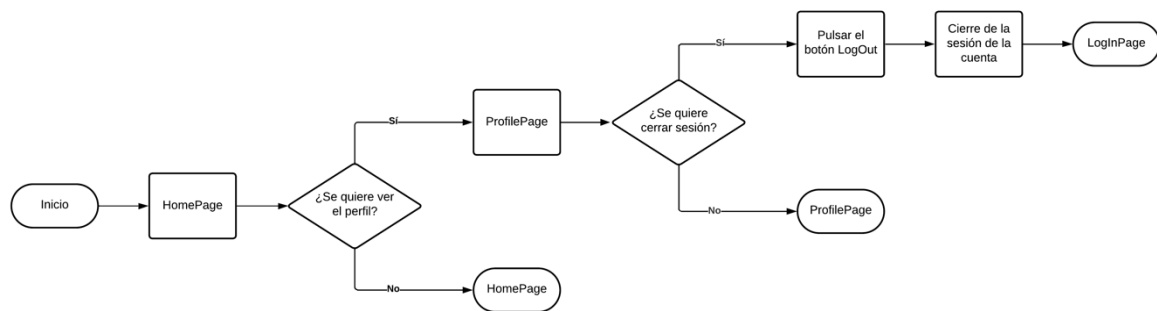 Inicio
HomePage
¿Se quiere ver
el perfil?
Sí
ProfilePage
¿Se quiere
cerrar sesión?
Sí
Pulsar el
botón LogOut
Cierre de la
sesión de la
cuenta
LogInPage
No
ProfilePage
No
HomePage